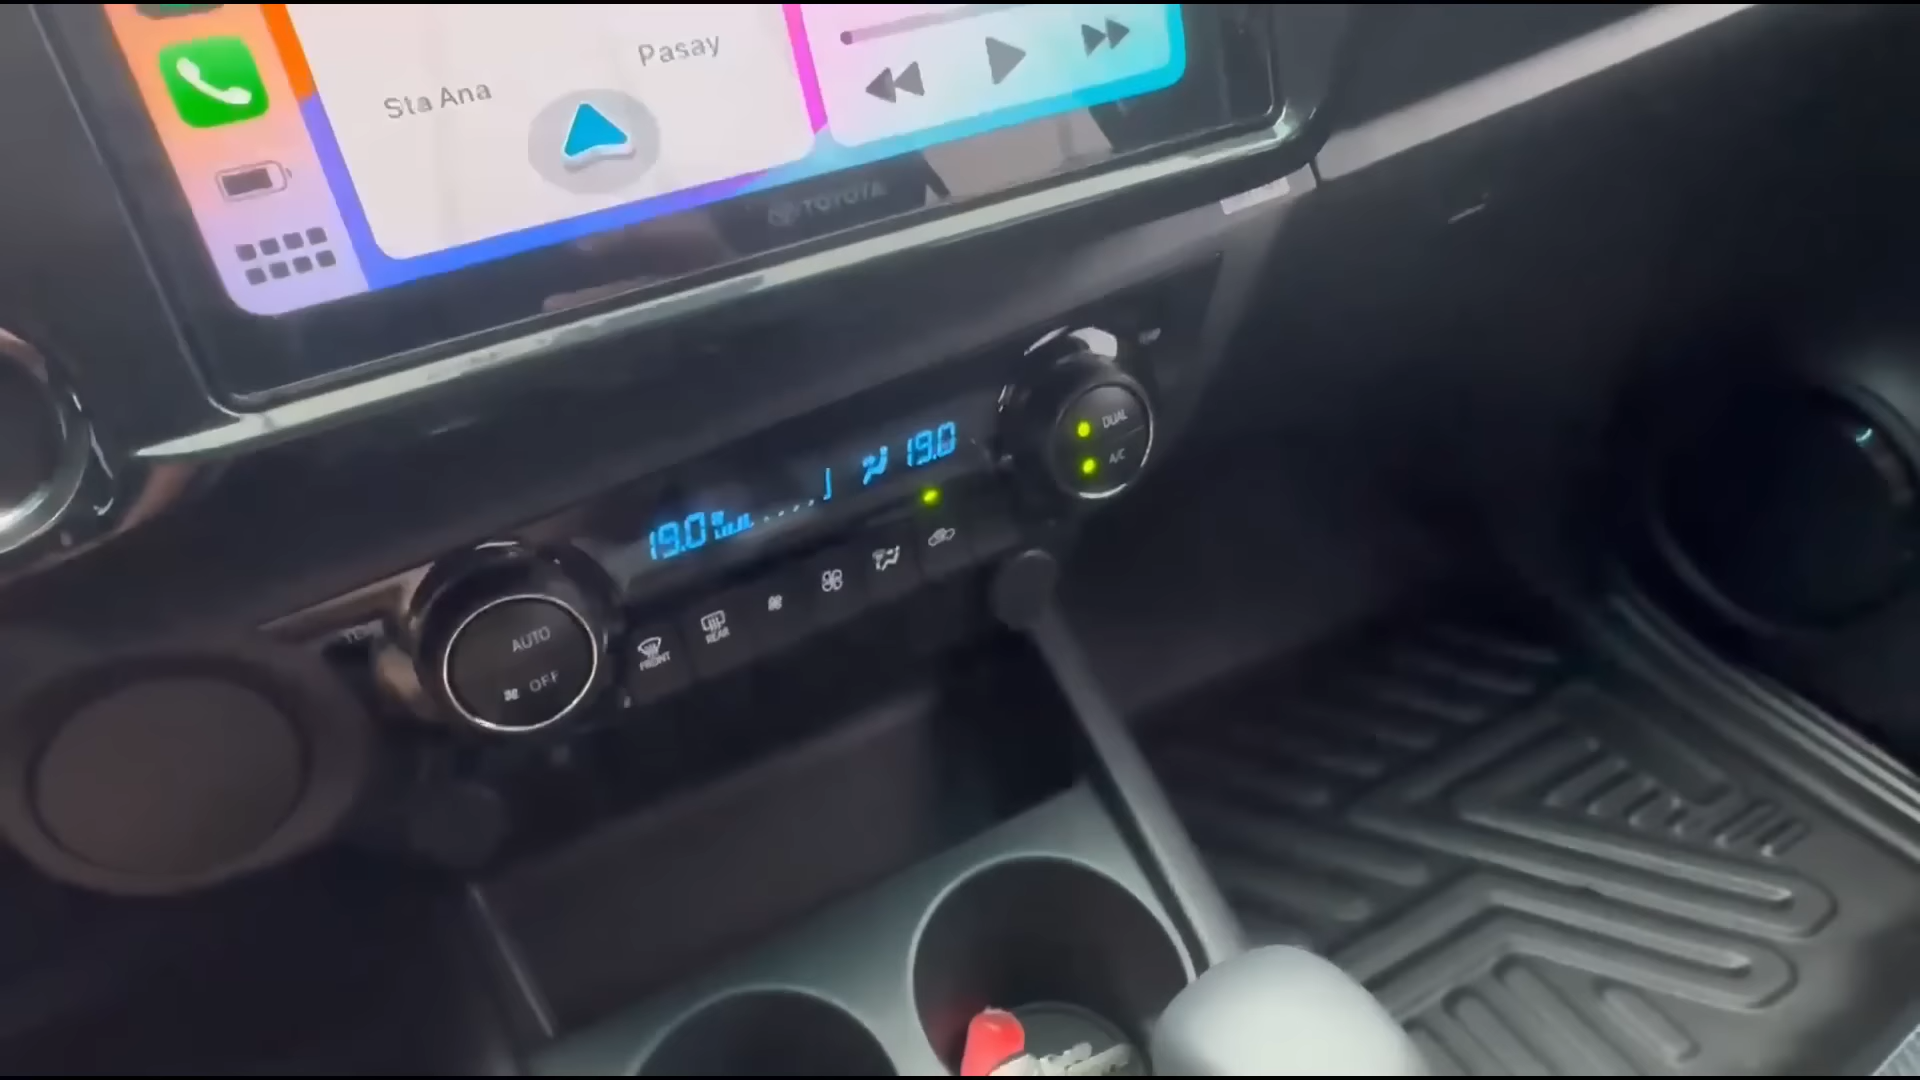 Pasay
Sta Ana
TOYOTA
DUAL
A/C
19.0
19.0
AUTO
OFF
FRONT
REAR